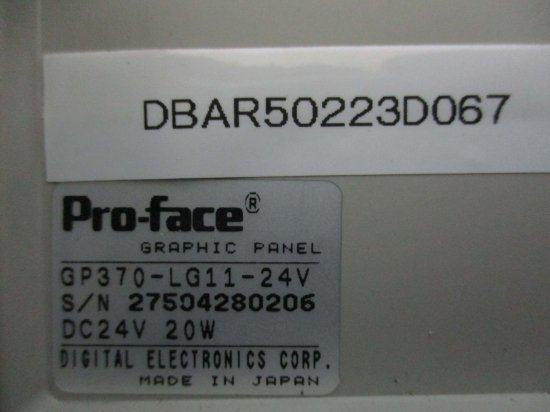 DBAR50223D067
Pro-face®
GRAPHIC PANEL
GP370-LG11-24V
S/N 27504280206
DC24V 20W
DIGITAL ELECTRONICS CORP.
MADE IN JAPAN